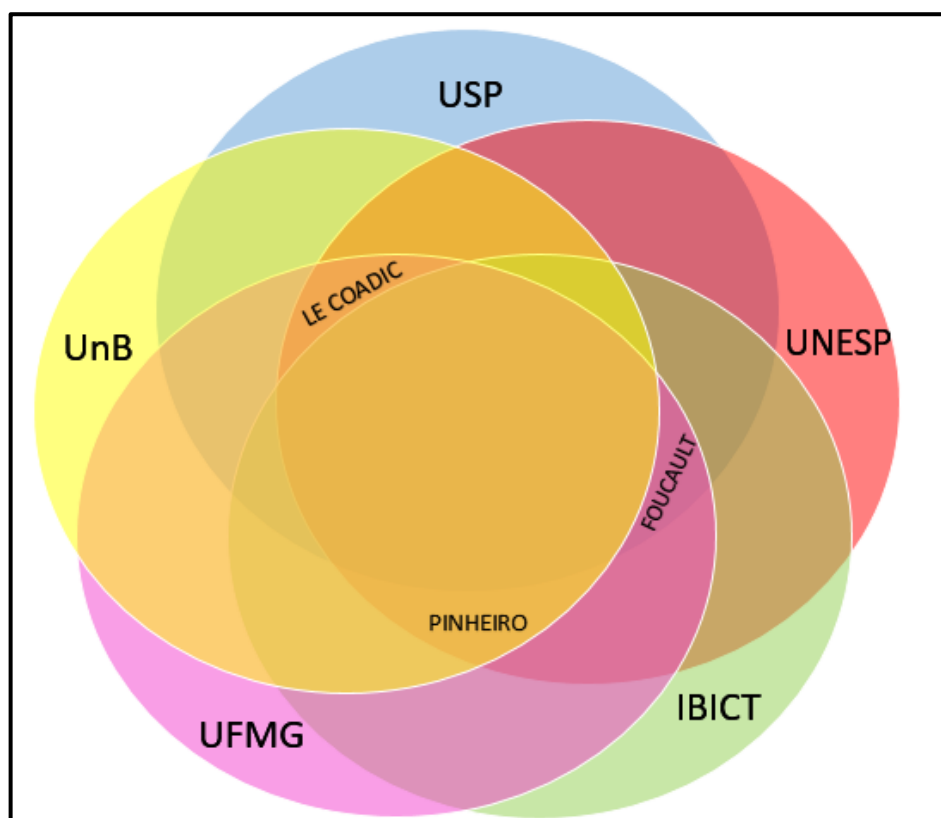 USP
LE COADIC
UnB
UNESP
FOUCAULT
PINHEIRO
IBICT
UFMG